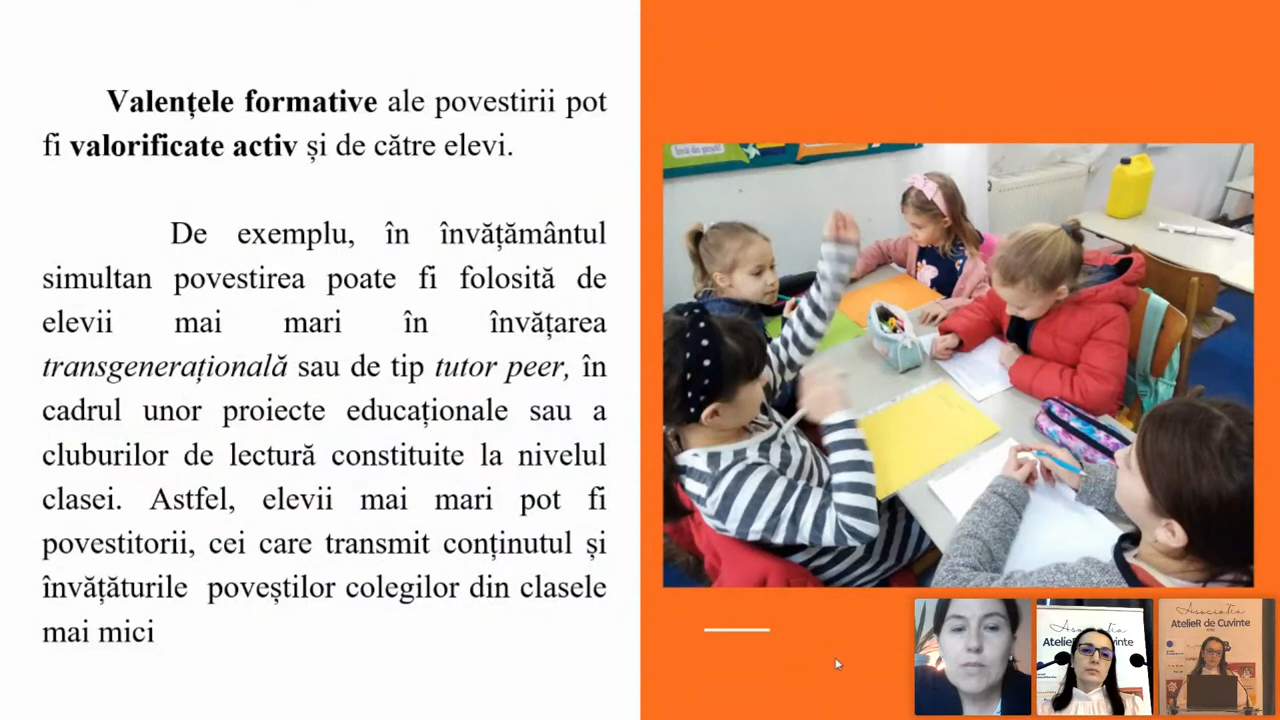 Valențele formative ale povestirii pot
fi valorificate activ și de către elevi.
De exemplu, în învățământul
simultan povestirea poate fi folosită de
elevii mai mari în învățarea
transgenerațională sau de tip tutor peer, în
cadrul unor proiecte educaționale sau a
cluburilor de lectură constituite la nivelul
clasei. Astfel, elevii mai mari pot fi
povestitorii, cei care transmit conținutul și
învățăturile poveștilor colegilor din clasele
mai mici
Asociatia
AtelieR de Cuvinte